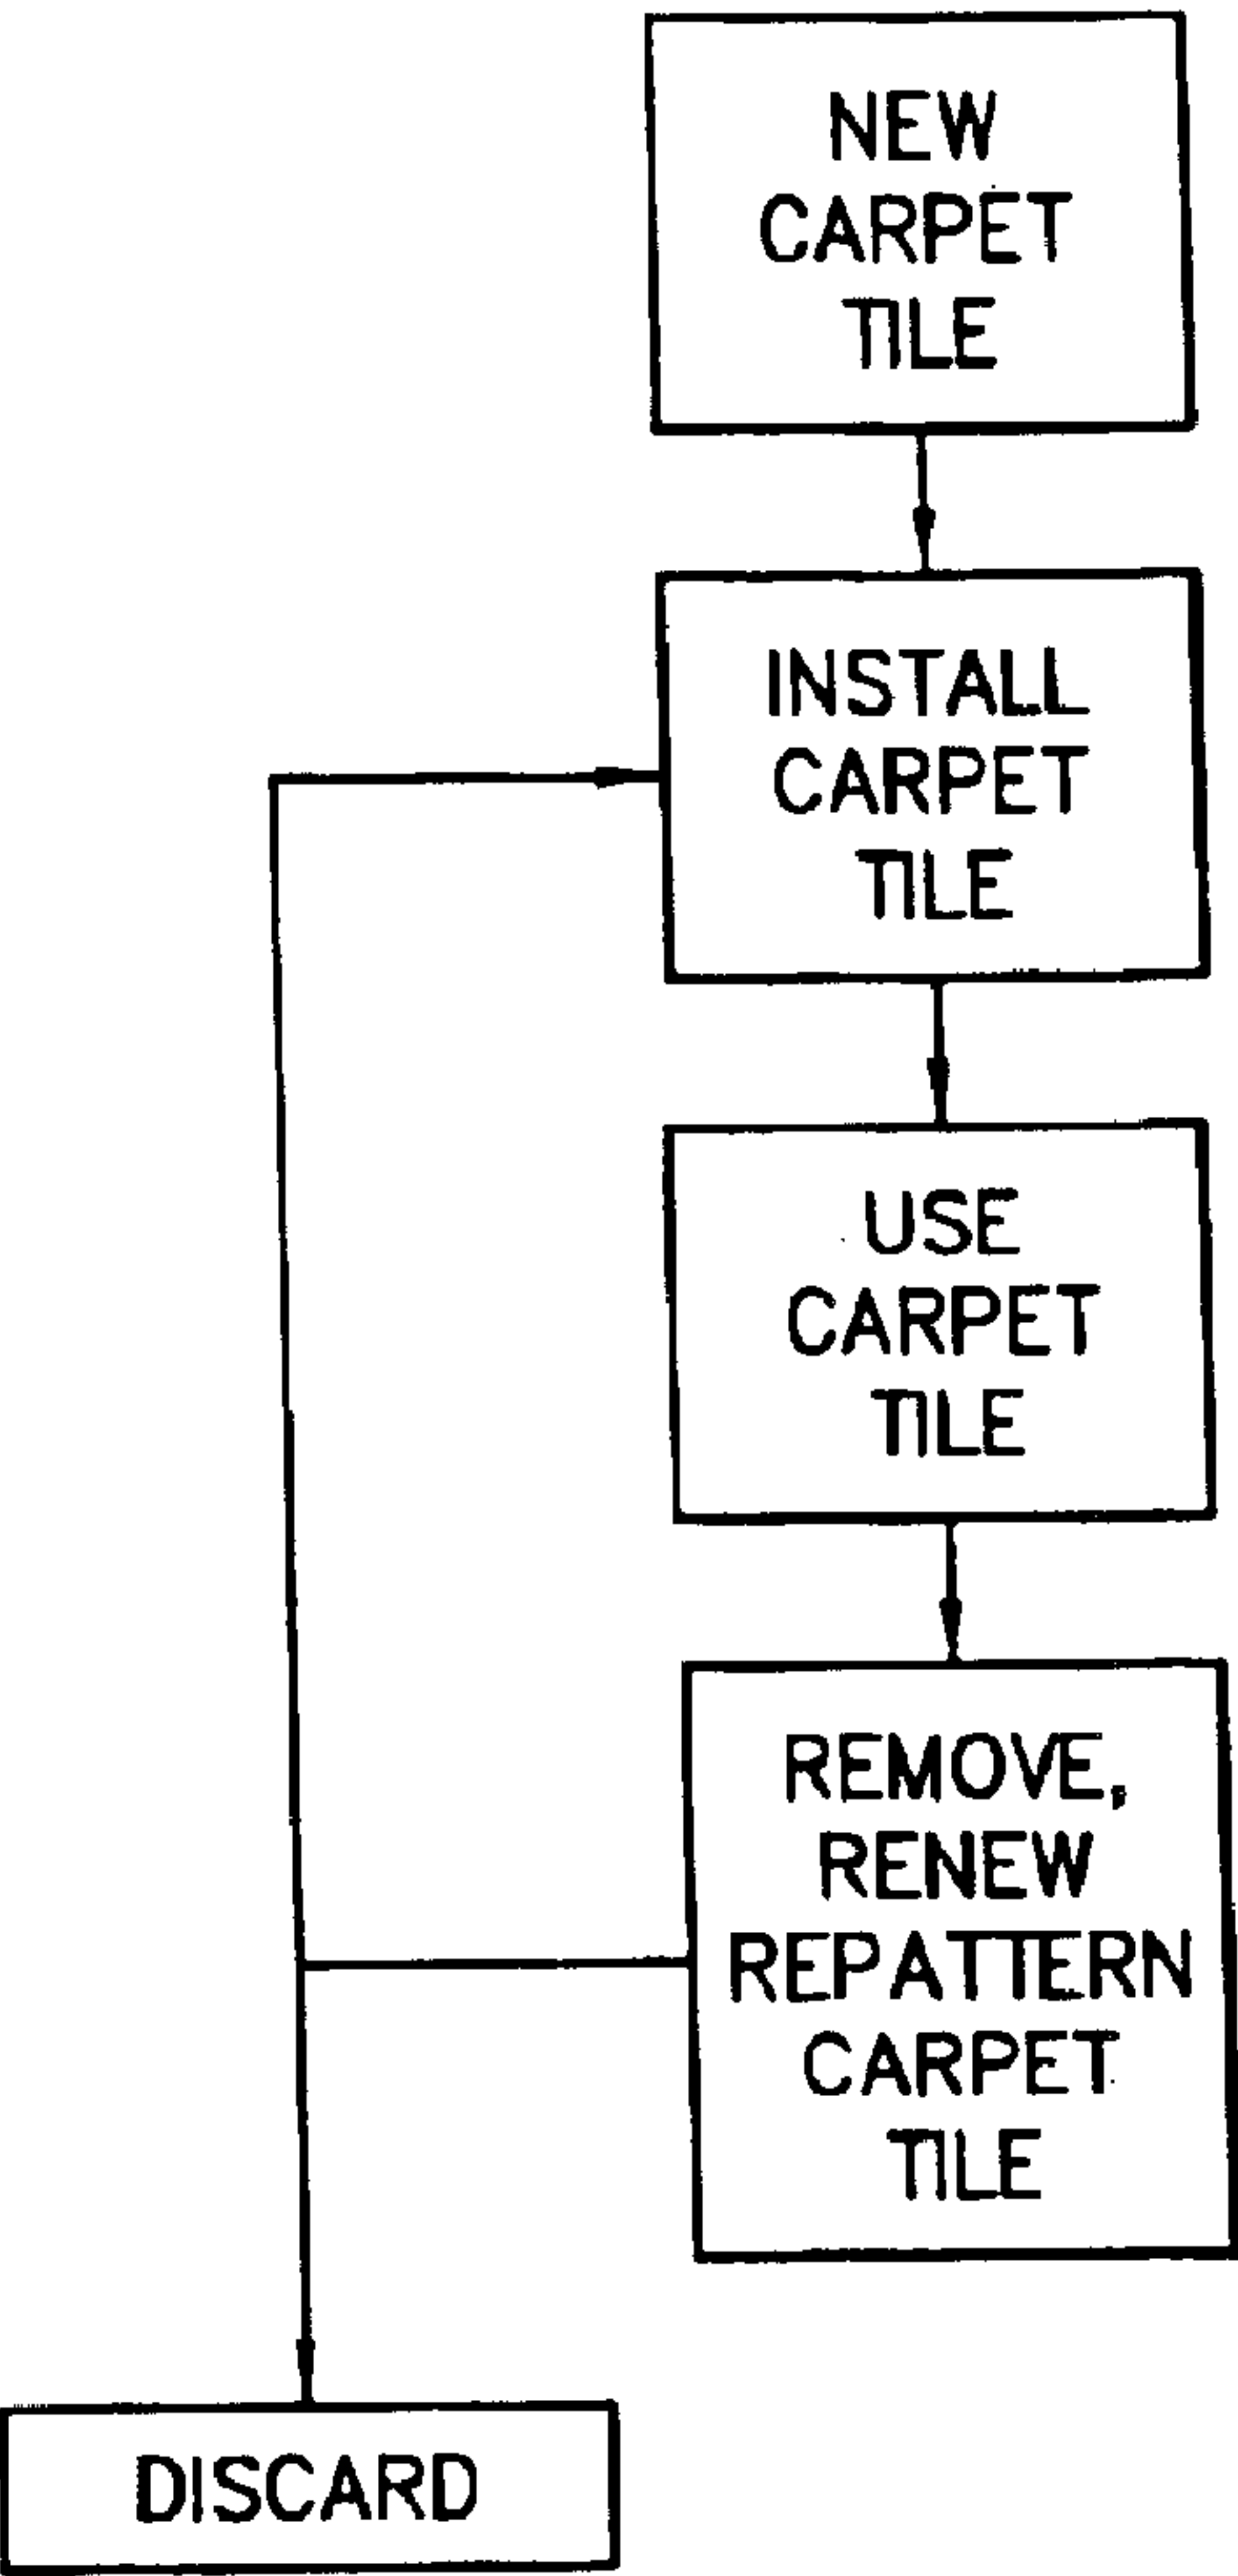 NEW
CARPET
TILE
INSTALL
CARPET
TILE
USE
CARPET
TILE
REMOVE,
RENEW
REPATTERN
CARPET
TILE
DISCARD